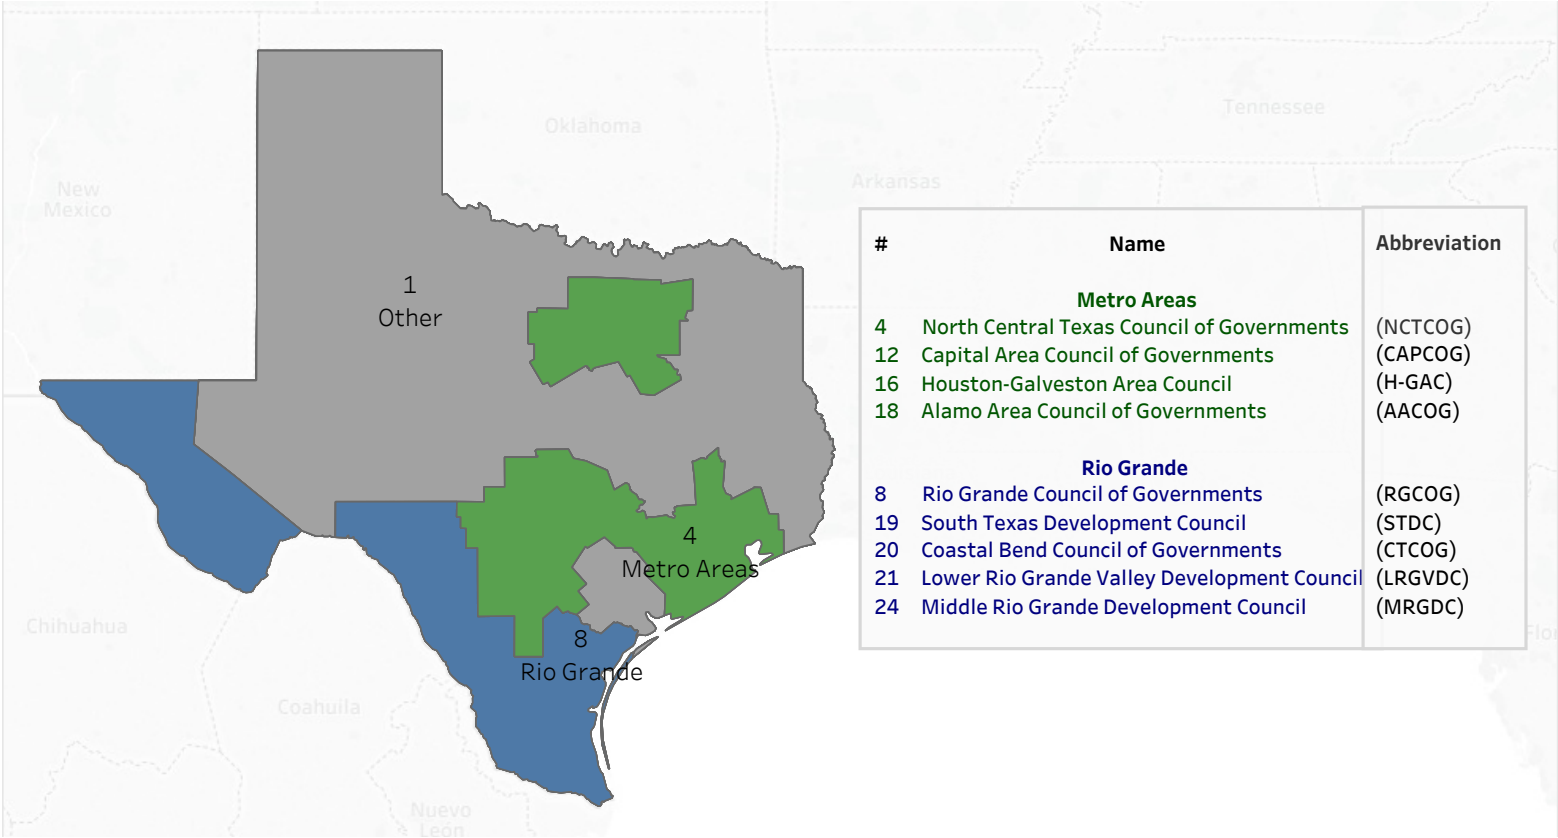 Oklahoma
Tennessee
New
Mexico
Arkansas
1
Other
4
Metro Areas
8
Rio Grande
Chihuahua
Coahuila
Nuevo
León
Flor
# Name Abbreviation
Metro Areas
4 North Central Texas Council of Governments (NCTCOG)
12 Capital Area Council of Governments (CAPCOG)
16 Houston-Galveston Area Council (H-GAC)
18 Alamo Area Council of Governments (AACOG)
Rio Grande
8 Rio Grande Council of Governments (RGCOG)
19 South Texas Development Council (STDC)
20 Coastal Bend Council of Governments (CTCOG)
21 Lower Rio Grande Valley Development Council (LRGVDC)
24 Middle Rio Grande Development Council (MRGDC)